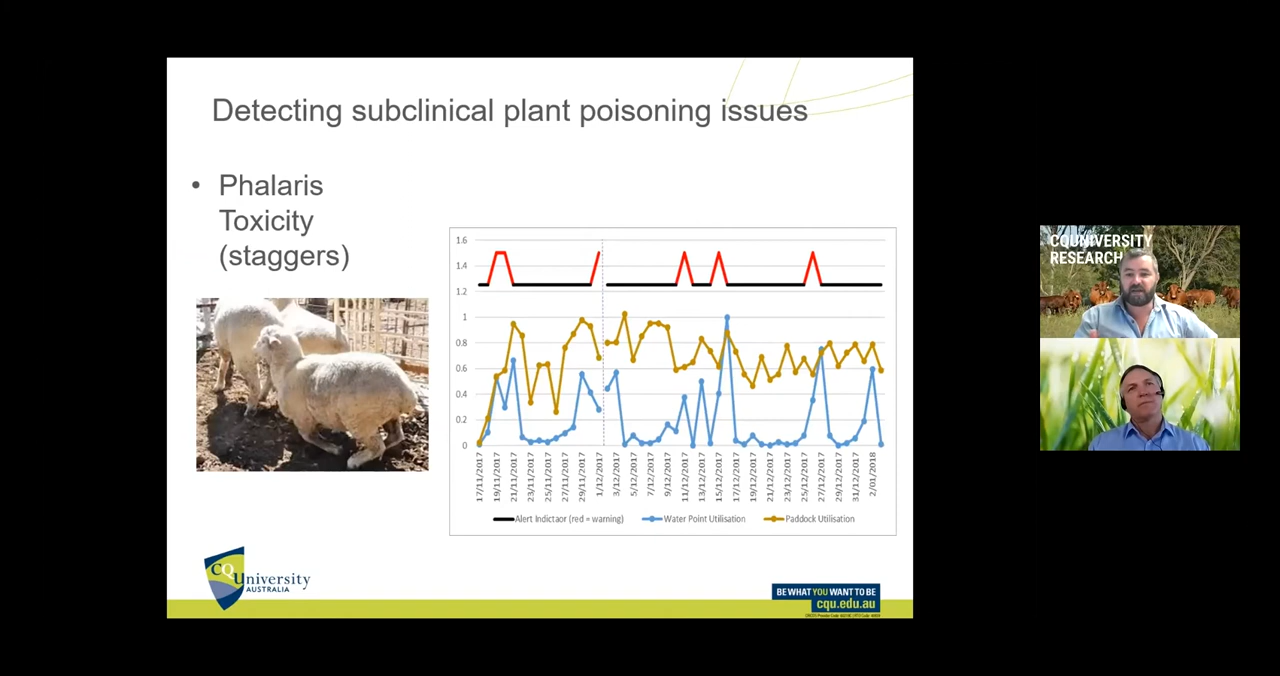 Detecting subclinical plant poisoning issues
• Phalaris
Toxicity
(staggers)
1.6
1.4
1.2
1
0.8
0.6
0.4
0.2
0
17/11/2017
19/11/2017
21/11/2017
23/11/2017
25/11/2017
27/11/2017
29/11/2017
1/12/2017
3/12/2017
5/12/2017
7/12/2017
9/12/2017
11/12/2017
13/12/2017
15/12/2017
17/12/2017
19/12/2017
21/12/2017
23/12/2017
25/12/2017
27/12/2017
29/12/2017
31/12/2017
2/01/2018
Alert Indictaor (red = warning)
Water Point Utilisation
Paddock Utilisation
CQUniversity
AUSTRALIA
BE WHAT YOU WANT TO BE
cqu.edu.au
CQUNIVERSITY
RESEARCH